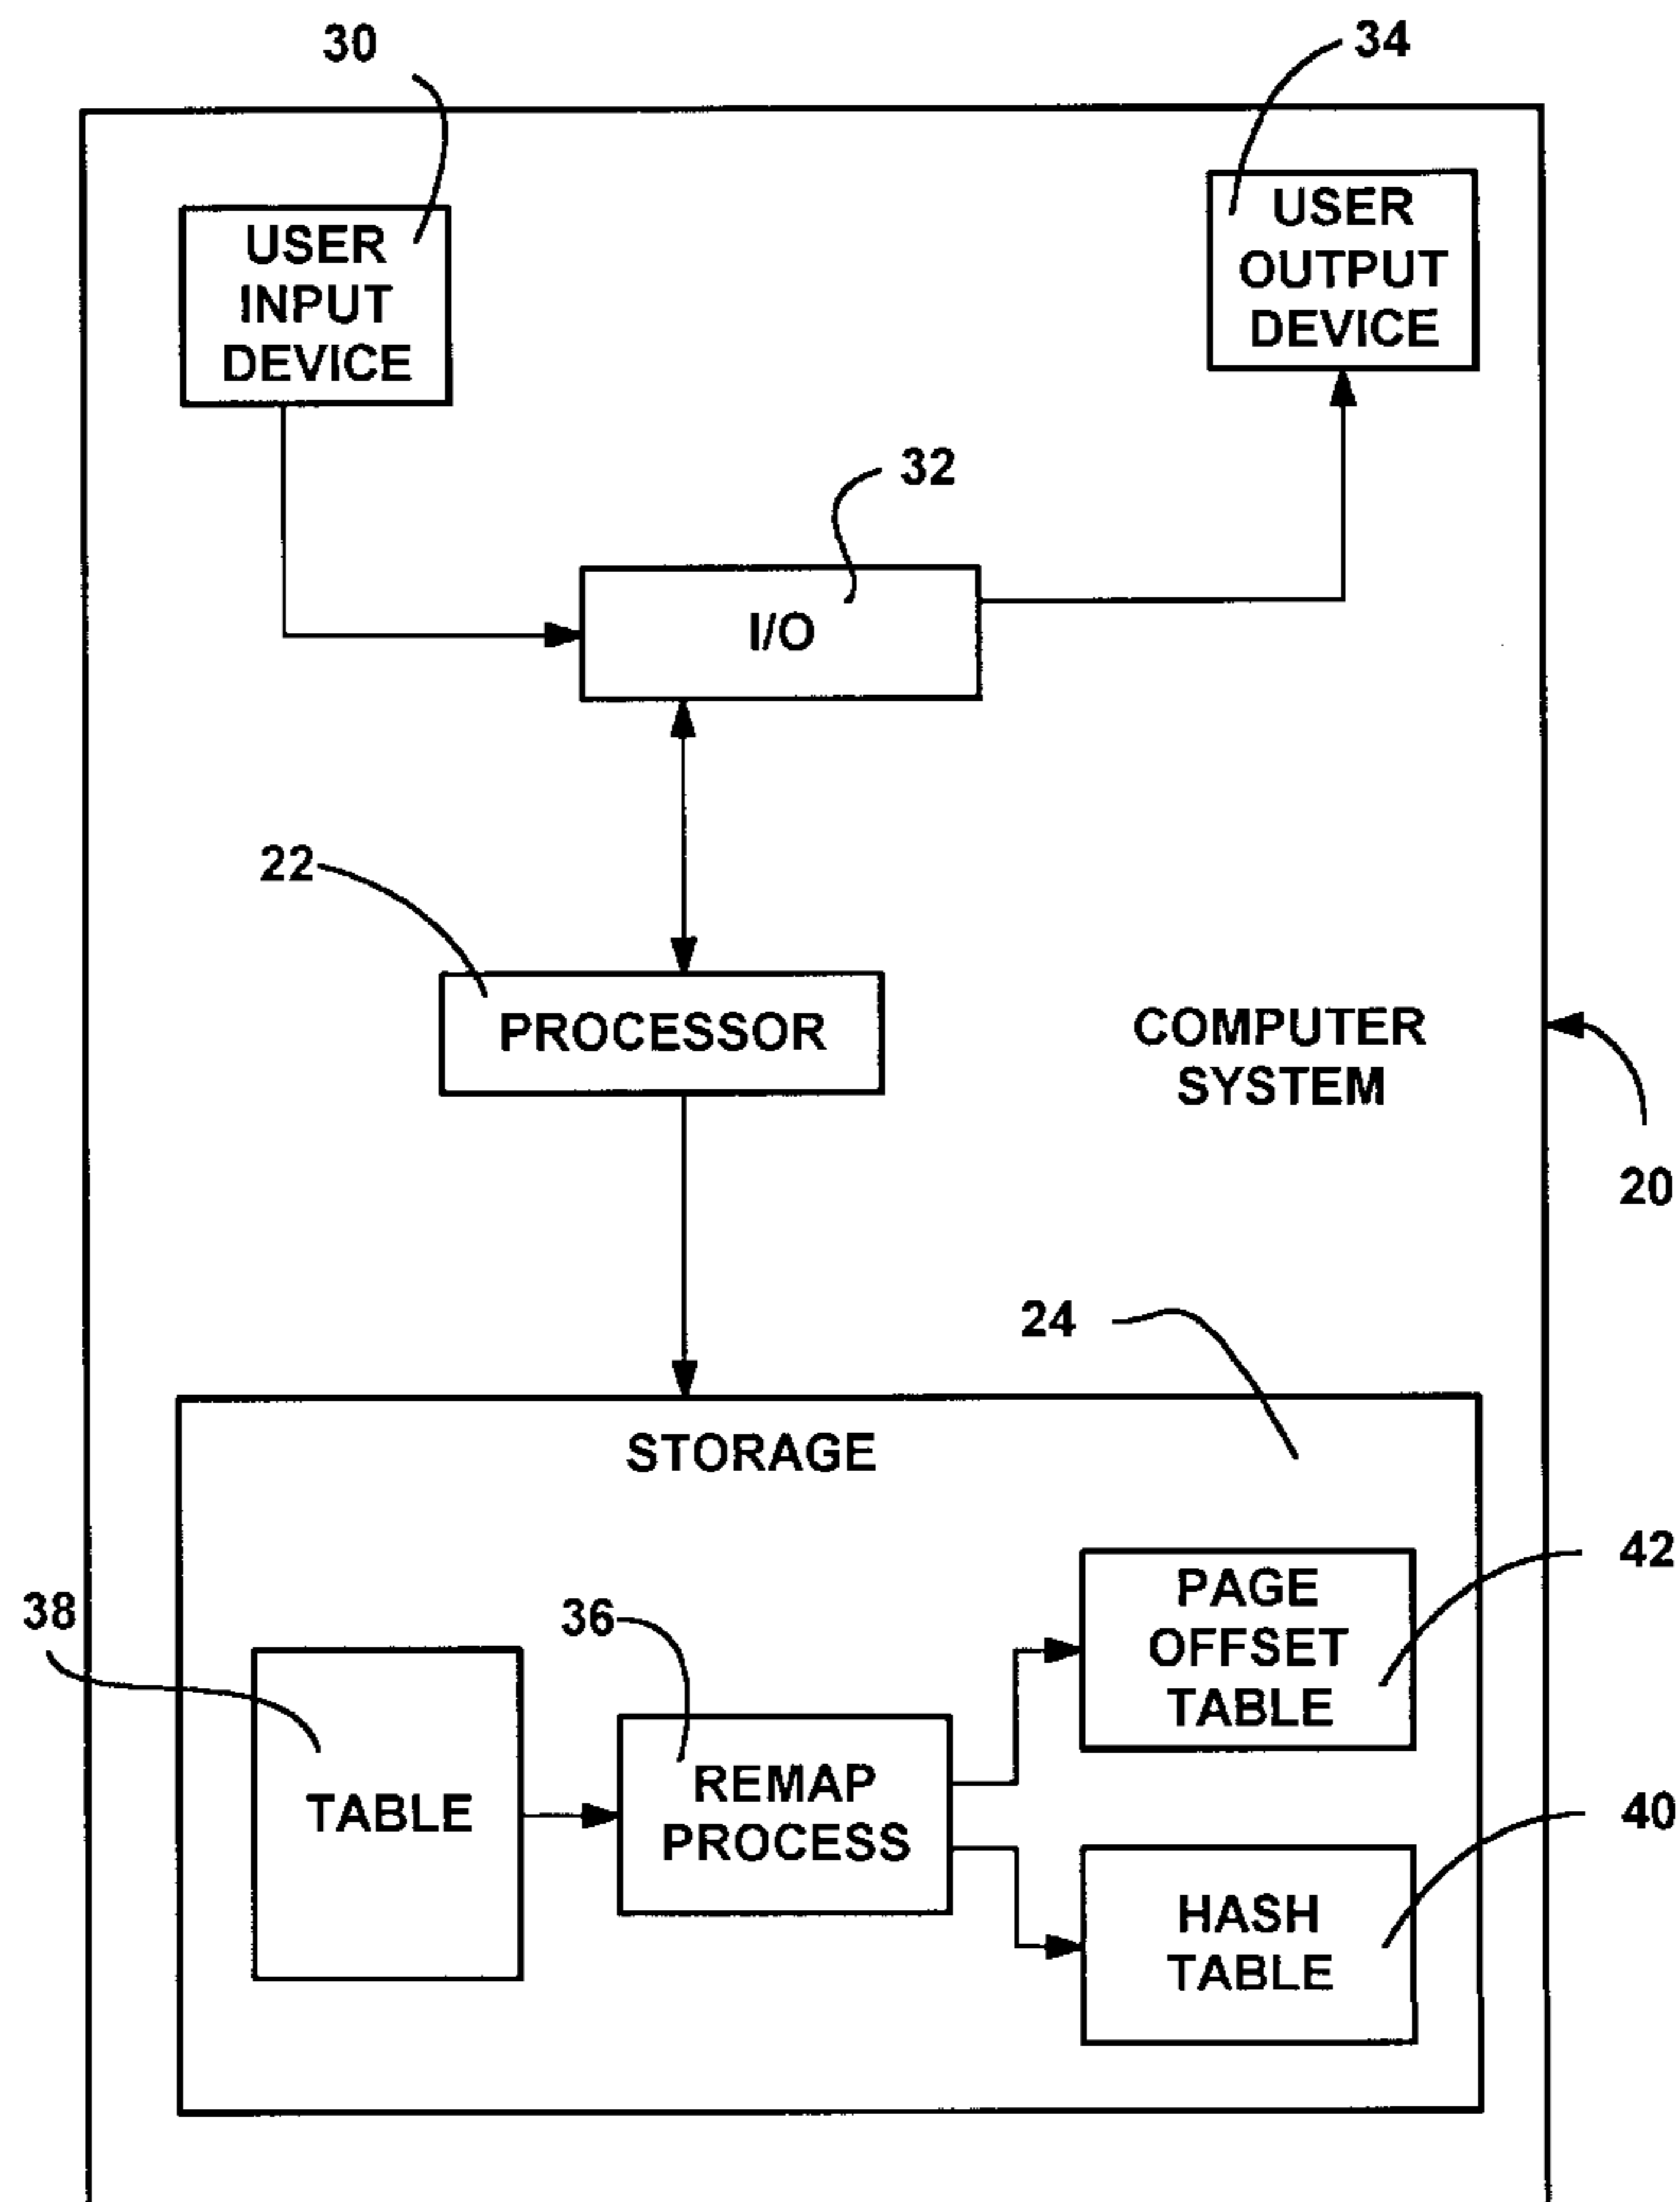 30
34
USER
INPUT
DEVICE
USER
OUTPUT
DEVICE
32
I/O
22
PROCESSOR
COMPUTER
SYSTEM
20
24
STORAGE
42
38
36
PAGE
OFFSET
TABLE
TABLE
REMAP
PROCESS
40
HASH
TABLE